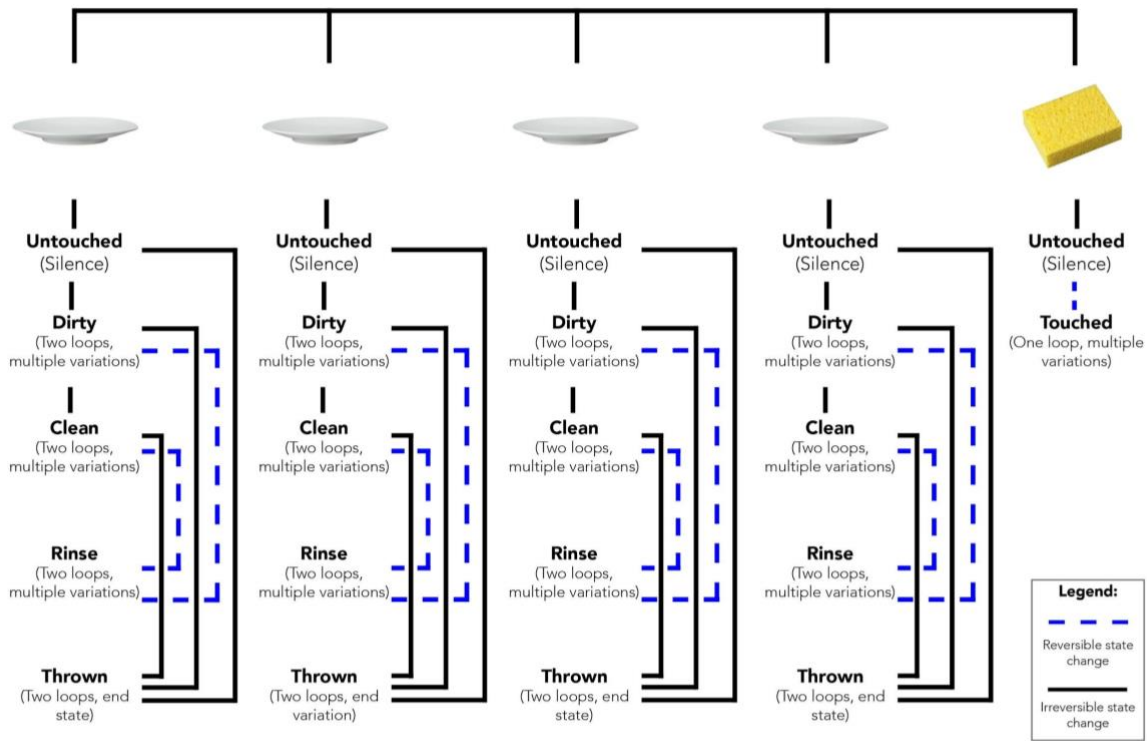 Untouched
(Silence)
Dirty
(Two loops,
multiple variations)
Clean
(Two loops,
multiple variations)
Rinse
(Two loops,
multiple variations)
Thrown
(Two loops, end
state)
Untouched
(Silence)
Dirty
(Two loops,
multiple variations)
Clean
(Two loops,
multiple variations)
Rinse
(Two loops,
multiple variations)
Thrown
(Two loops, end
variation)
Untouched
(Silence)
Dirty
(Two loops,
multiple variations)
Clean
(Two loops,
multiple variations)
Rinse
(Two loops,
multiple variations)
Thrown
(Two loops, end
state)
Untouched
(Silence)
Dirty
(Two loops,
multiple variations)
Clean
(Two loops,
multiple variations)
Rinse
(Two loops,
multiple variations)
Thrown
(Two loops, end
state)
Untouched
(Silence)
Touched
(One loop, multiple
variations)
Legend:
Reversible state
change
Irreversible state
change